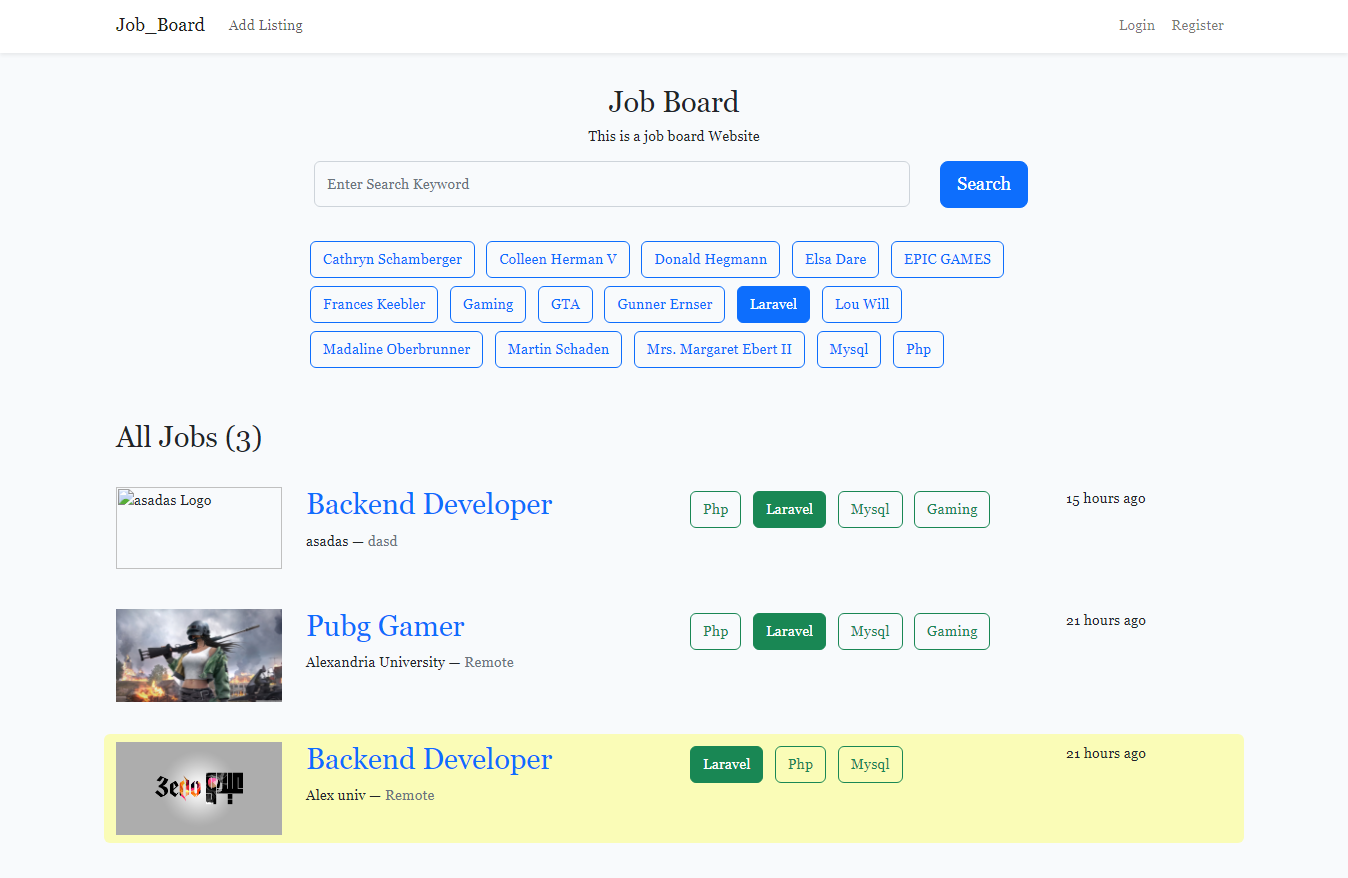 Job_Board Add Listing Login Register
Job Board
This is a job board Website
Enter Search Keyword Search
Cathryn Schamberger Colleen Herman V Donald Hegmann Elsa Dare EPIC GAMES
Frances Keebler Gaming GTA Gunner Ernser Laravel Lou Will
Madaline Oberbrunner Martin Schaden Mrs. Margaret Ebert II Mysql Php
All Jobs (3)
asadas Logo Backend Developer Php Laravel Mysql Gaming 15 hours ago
asadas — dasd
Pubg Gamer Php Laravel Mysql Gaming 21 hours ago
Alexandria University — Remote
Backend Developer Laravel Php Mysql 21 hours ago
Alex univ — Remote